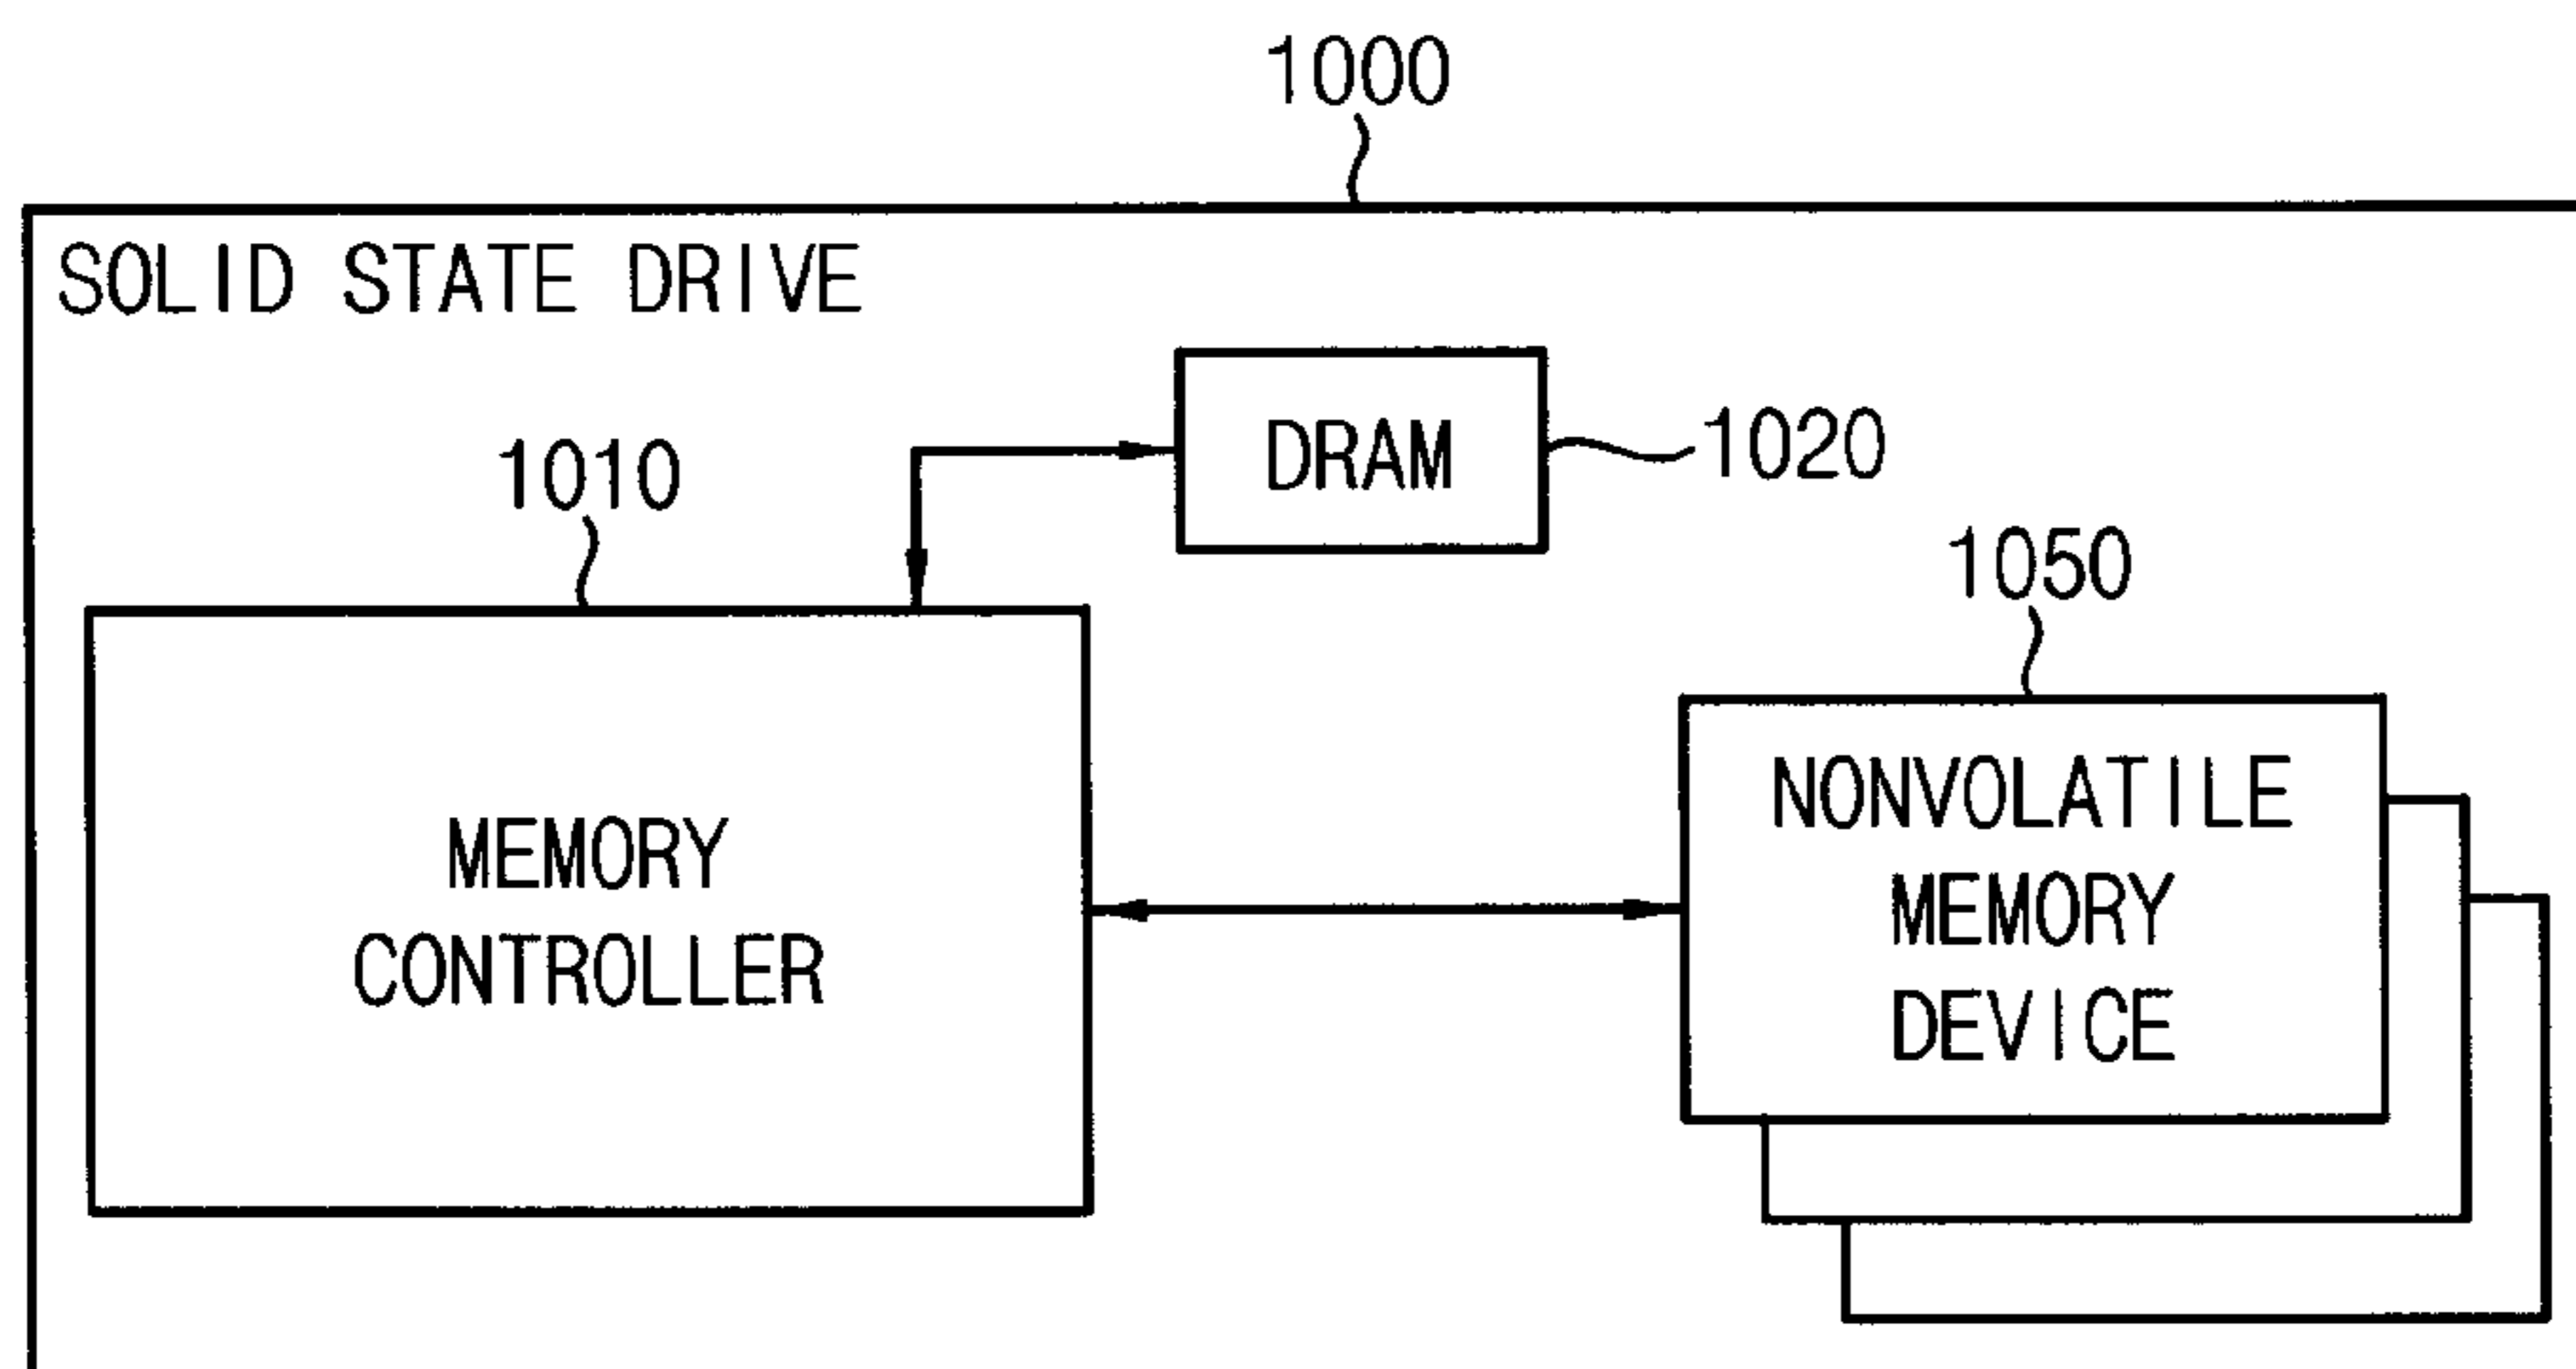 1000
SOLID STATE DRIVE
DRAM
1020
1010
1050
MEMORY
CONTROLLER
NONVOLATILE
MEMORY
DEVICE